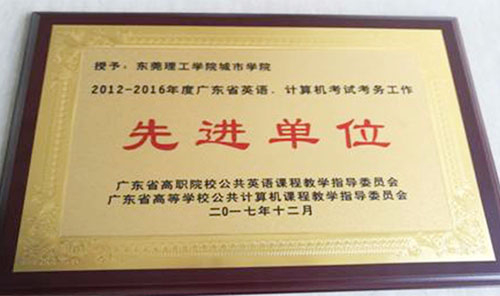 授予：东莞理工学院城市学院
2012-2016年度广东省英语、计算机考试考务工作
先进单位
广东省高职院校公共英语课程教学指导委员会
广东省高等学校公共计算机课程教学指导委员会
二〇一七年十二月